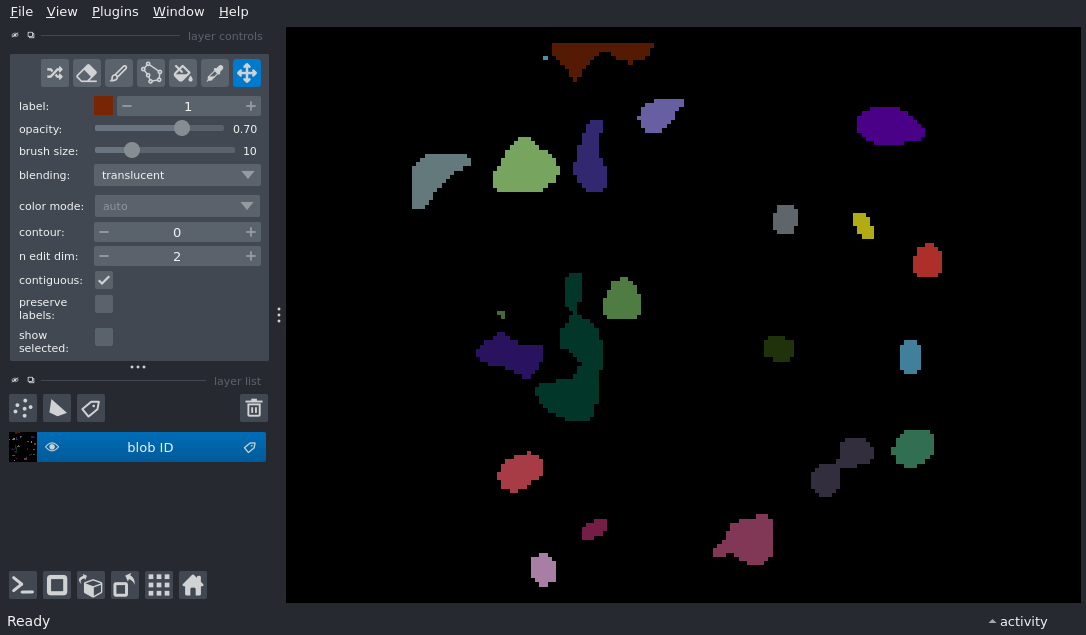 File View Plugins Window Help
layer controls
label: 1
opacity: 0.70
brush size: 10
blending: translucent
color mode: auto
contour: 0
n edit dim: 2
contiguous:
preserve
labels:
show
selected:
layer list
blob ID
Ready
activity